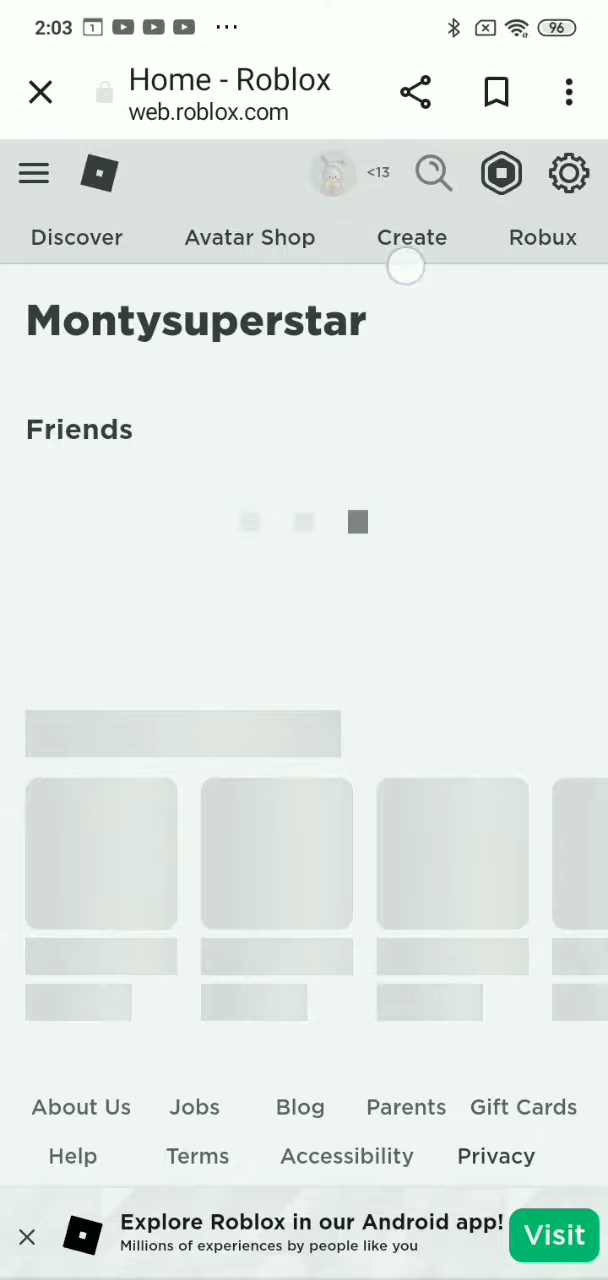 2:03 1 ... 96
Home - Roblox
web.roblox.com
<13
Discover Avatar Shop Create Robux
Montysuperstar
Friends
About Us Jobs Blog Parents Gift Cards
Help Terms Accessibility Privacy
Explore Roblox in our Android app!
Millions of experiences by people like you
Visit